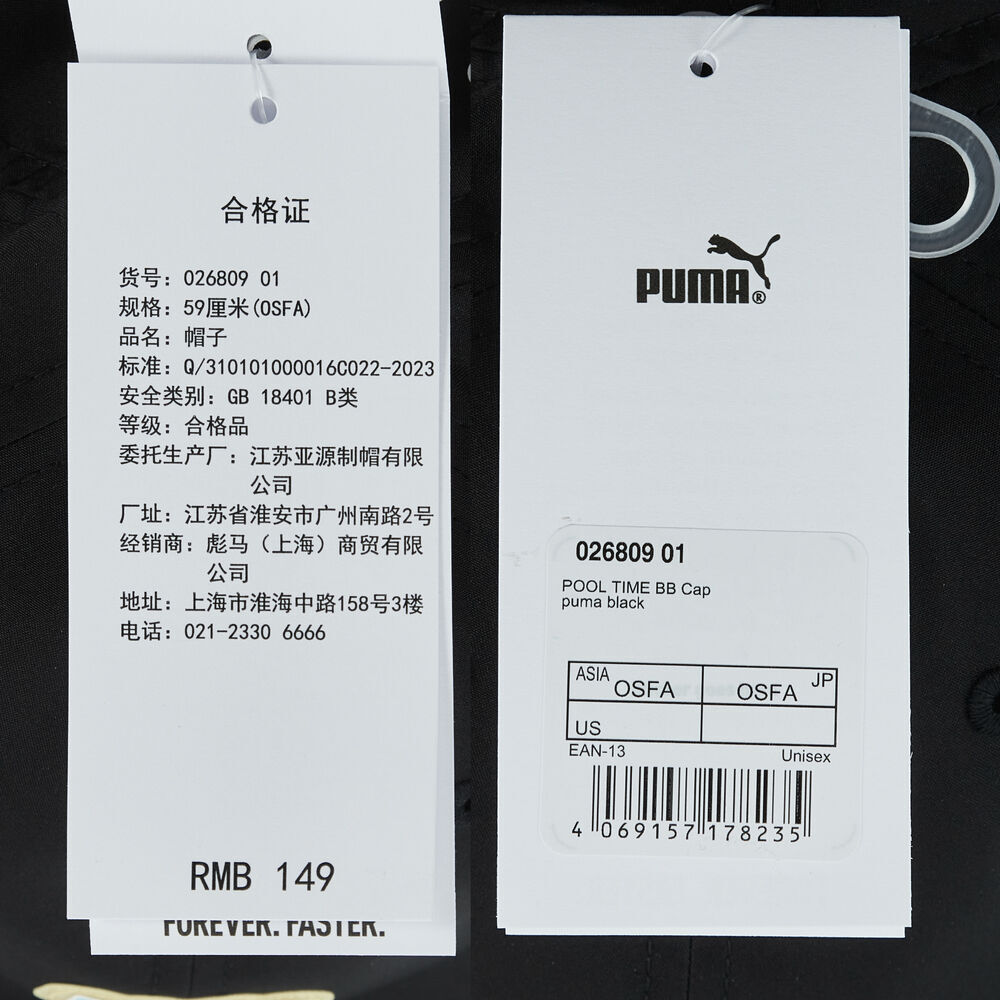 合格证
货号：026809 01
规格：59厘米(OSFA)
品名：帽子
标准：Q/310101000016C022-2023
安全类别：GB 18401 B类
等级：合格品
委托生产厂：江苏亚源制帽有限
公司
厂址：江苏省淮安市广州南路2号
经销商：彪马（上海）商贸有限
公司
地址：上海市淮海中路158号3楼
电话：021-2330 6666
RMB 149
FOREVER. FASTER.
PUMA®
026809 01
POOL TIME BB Cap
puma black
ASIA OSFA
OSFA JP
US
EAN-13
Unisex
4 069157 178235